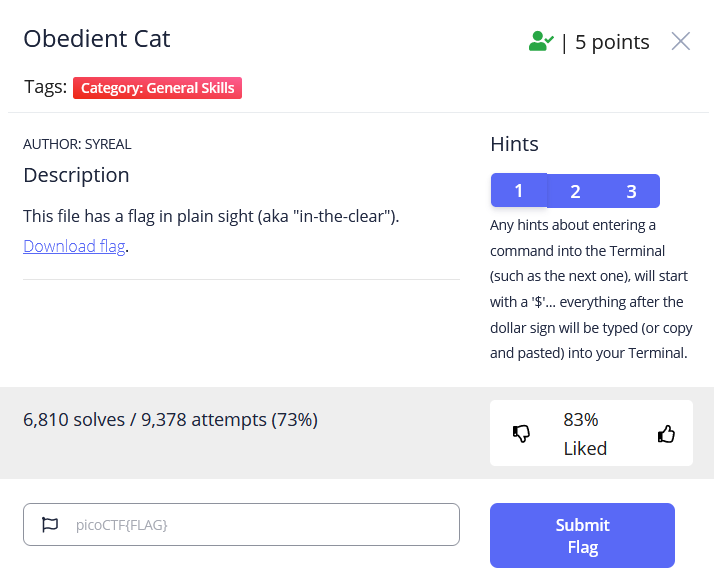 Obedient Cat
| 5 points
Tags: Category: General Skills
AUTHOR: SYREAL
Description
This file has a flag in plain sight (aka "in-the-clear").
Download flag.
Hints
1 2 3
Any hints about entering a
command into the Terminal
(such as the next one), will start
with a '$'... everything after the
dollar sign will be typed (or copy
and pasted) into your Terminal.
6,810 solves / 9,378 attempts (73%)
83%
Liked
picoCTF{FLAG}
Submit
Flag